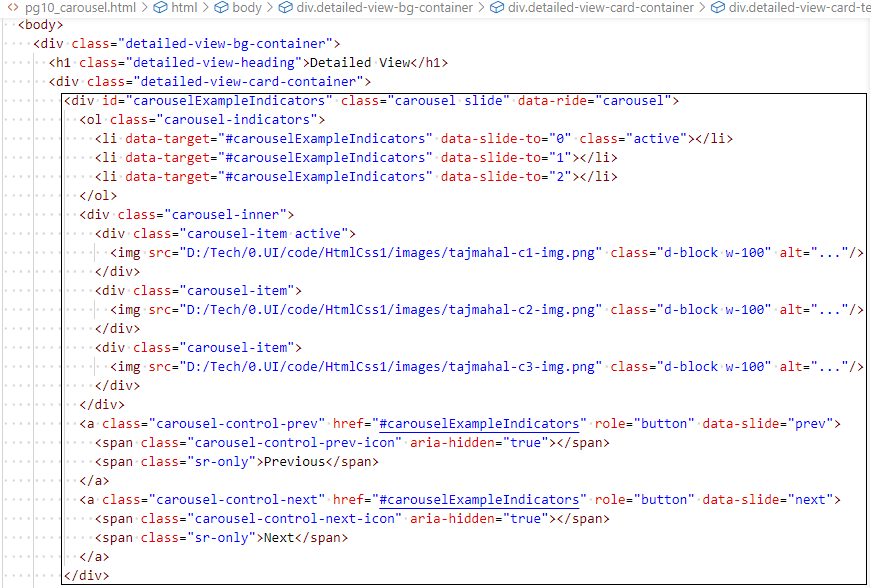 pg10_carousel.html > html > body > div.detailed-view-bg-container > div.detailed-view-card-container > div.detailed-view-card-te
<body>
<div class="detailed-view-bg-container">
<h1 class="detailed-view-heading">Detailed View</h1>
<div class="detailed-view-card-container">
<div id="carouselExampleIndicators" class="carousel slide" data-ride="carousel">
<ol class="carousel-indicators">
<li data-target="#carouselExampleIndicators" data-slide-to="0" class="active"></li>
<li data-target="#carouselExampleIndicators" data-slide-to="1"></li>
<li data-target="#carouselExampleIndicators" data-slide-to="2"></li>
</ol>
<div class="carousel-inner">
<div class="carousel-item active">
<img src="D:/Tech/0.UI/code/HtmlCss1/images/tajmahal-c1-img.png" class="d-block w-100" alt="..."/>
</div>
<div class="carousel-item">
<img src="D:/Tech/0.UI/code/HtmlCss1/images/tajmahal-c2-img.png" class="d-block w-100" alt="..."/>
</div>
<div class="carousel-item">
<img src="D:/Tech/0.UI/code/HtmlCss1/images/tajmahal-c3-img.png" class="d-block w-100" alt="..."/>
</div>
</div>
<a class="carousel-control-prev" href="#carouselExampleIndicators" role="button" data-slide="prev">
<span class="carousel-control-prev-icon" aria-hidden="true"></span>
<span class="sr-only">Previous</span>
</a>
<a class="carousel-control-next" href="#carouselExampleIndicators" role="button" data-slide="next">
<span class="carousel-control-next-icon" aria-hidden="true"></span>
<span class="sr-only">Next</span>
</a>
</div>